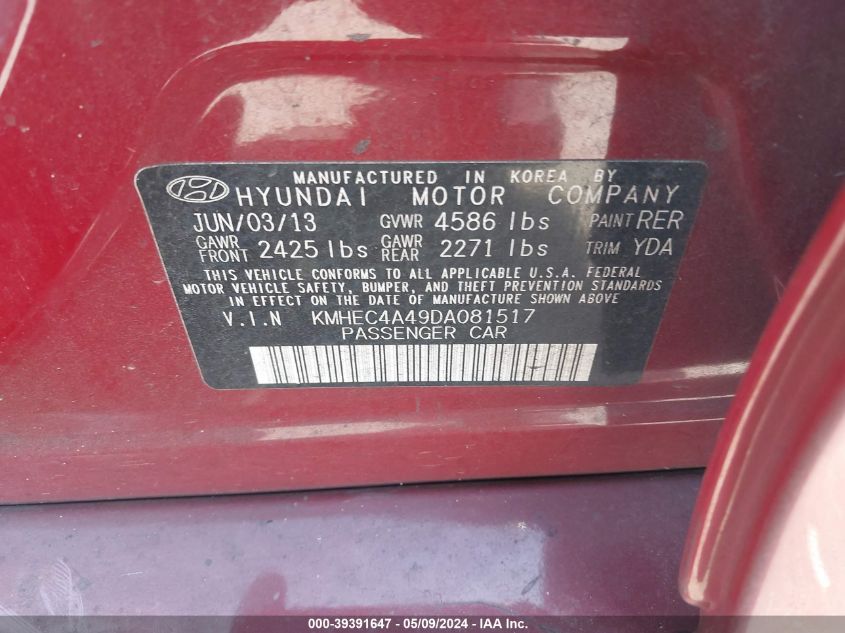 MANUFACTURED IN KOREA BY
HYUNDAI MOTOR COMPANY
JUN/03/13 GVWR 4586 lbs PAINT RER
GAWR FRONT 2425 lbs GAWR REAR 2271 lbs TRIM YDA
THIS VEHICLE CONFORMS TO ALL APPLICABLE U.S.A. FEDERAL
MOTOR VEHICLE SAFETY, BUMPER, AND THEFT PREVENTION STANDARDS
IN EFFECT ON THE DATE OF MANUFACTURE SHOWN ABOVE
V.I.N KMHEC4A49DA081517
PASSENGER CAR
000-39391647 - 05/09/2024 - IAA Inc.